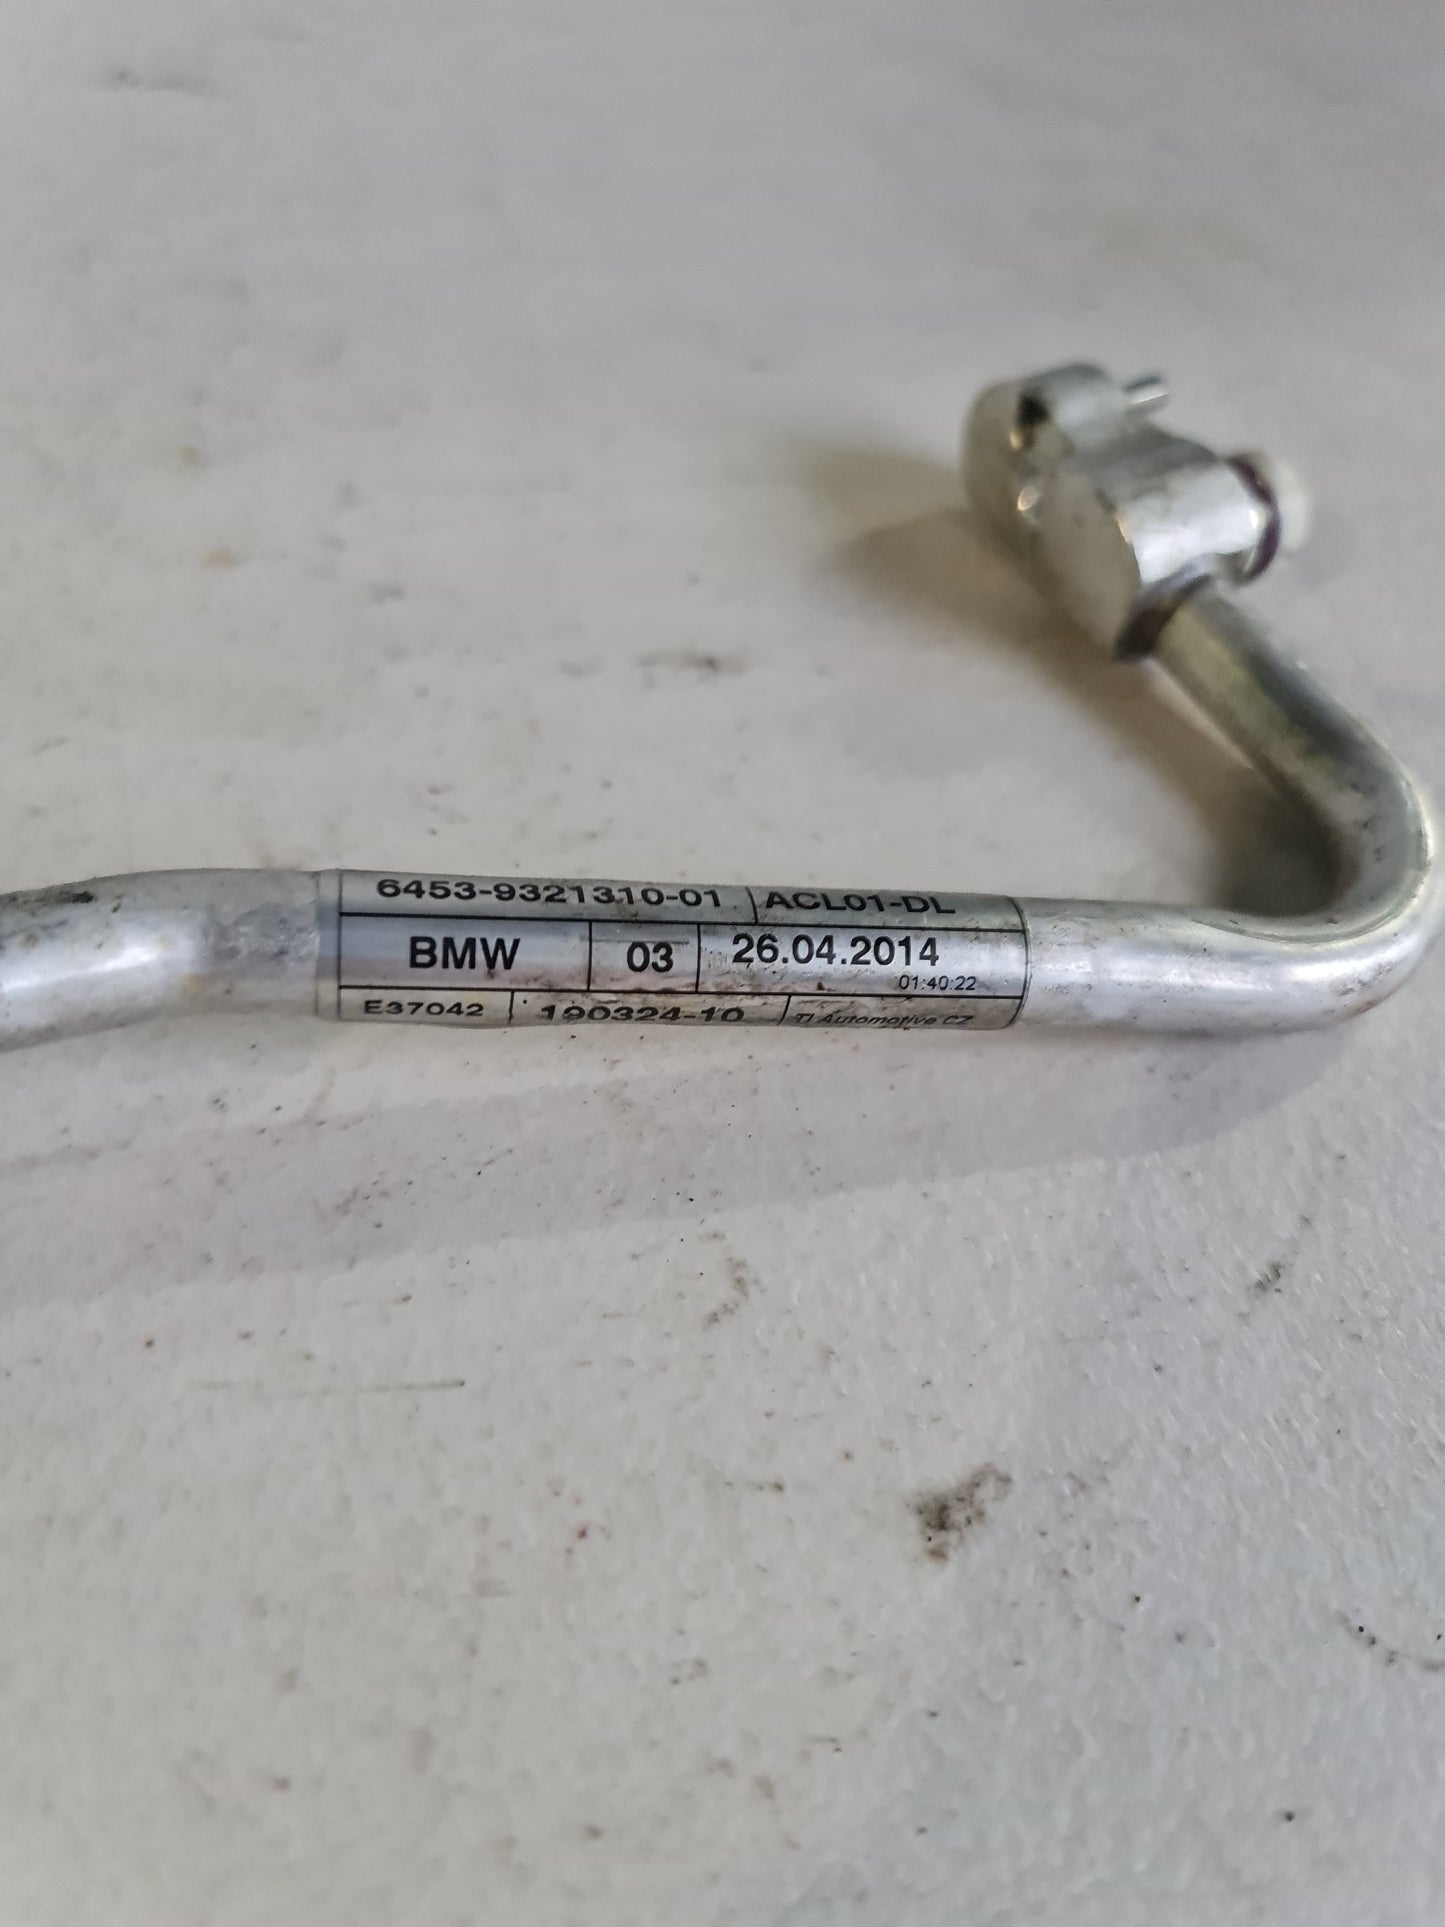 6453-9321310-01 ACL01-DL
BMW 03 26.04.2014
01:40:22
E37042 190324-10 TI Automotive CZ